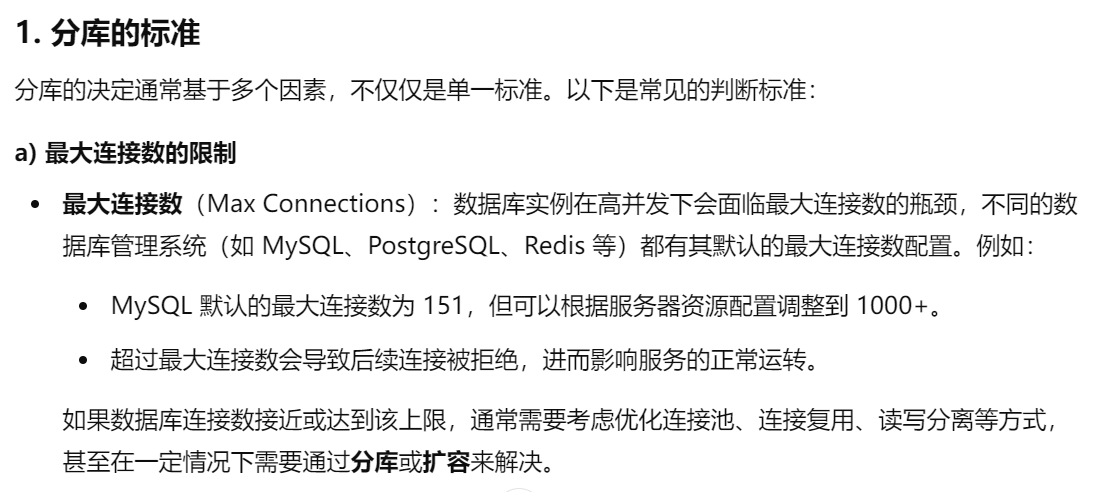 1. 分库的标准
分库的决定通常基于多个因素，不仅仅是单一标准。以下是常见的判断标准：
a) 最大连接数的限制
• 最大连接数（Max Connections）：数据库实例在高并发下会面临最大连接数的瓶颈，不同的数
据库管理系统（如 MySQL、PostgreSQL、Redis 等）都有其默认的最大连接数配置。例如：
• MySQL 默认的最大连接数为 151，但可以根据服务器资源配置调整到 1000+。
• 超过最大连接数会导致后续连接被拒绝，进而影响服务的正常运转。
如果数据库连接数接近或达到该上限，通常需要考虑优化连接池、连接复用、读写分离等方式，
甚至在一定情况下需要通过分库或扩容来解决。